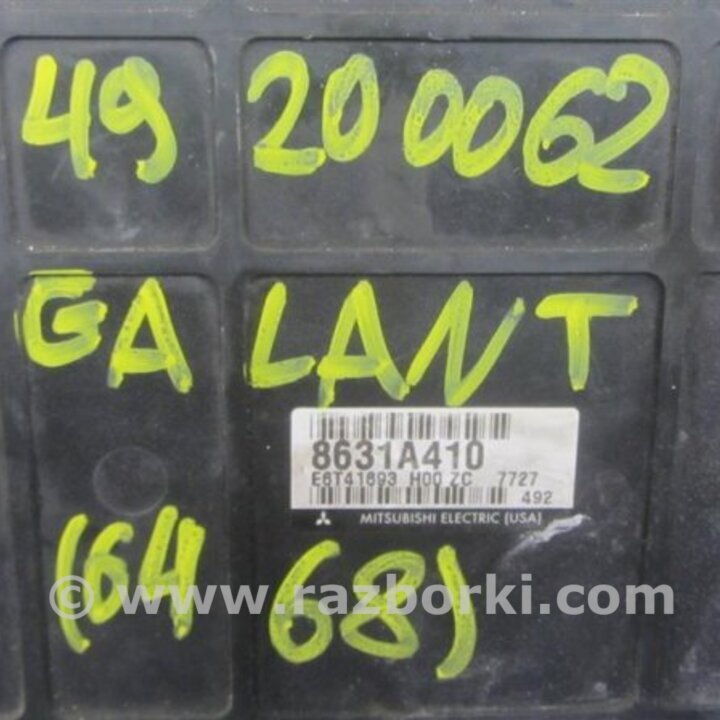 49 200062
GALANT
8631A410
E6T41693 H00 ZC 7727
492
MITSUBISHI ELECTRIC (USA)
(64 68)
© www.razborki.com